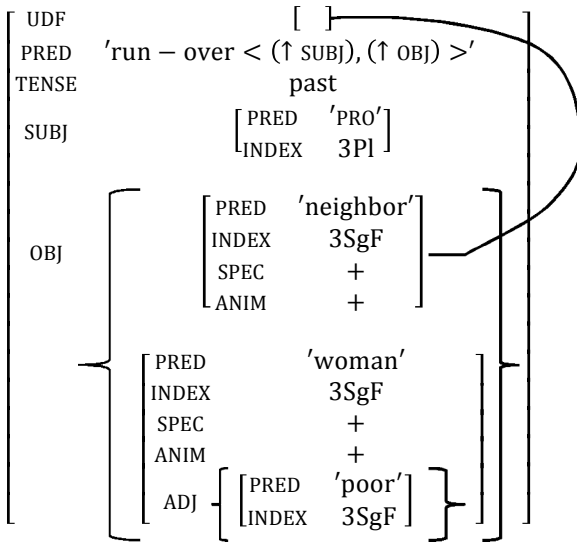 UDF [ ]
PRED ′run − over < (↑ SUBJ), (↑ OBJ) >′
TENSE past
SUBJ
PRED ′PRO′
INDEX 3Pl
OBJ
PRED ′neighbor′
INDEX 3SgF
SPEC +
ANIM +
PRED ′woman′
INDEX 3SgF
SPEC +
ANIM +
ADJ
PRED ′poor′
INDEX 3SgF